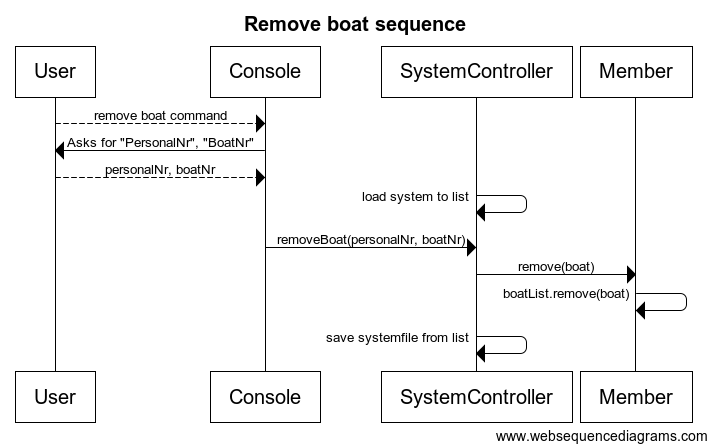 Remove boat sequence
User
Console
SystemController
Member
remove boat command
Asks for "PersonalNr", "BoatNr"
personalNr, boatNr
load system to list
removeBoat(personalNr, boatNr)
remove(boat)
boatList.remove(boat)
save systemfile from list
User
Console
SystemController
Member
www.websequencediagrams.com